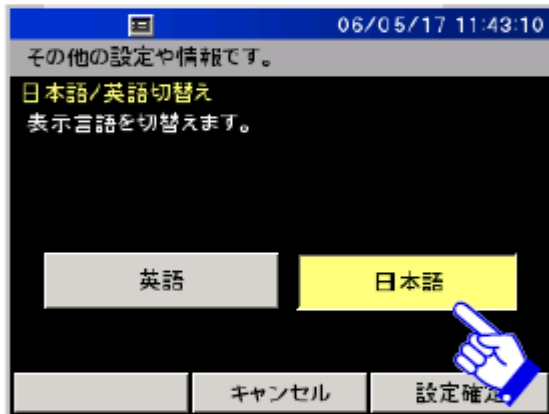 06/05/17 11:43:10
その他の設定や情報です。
日本語/英語切替え
表示言語を切替えます。
英語 日本語
キャンセル 設定確定